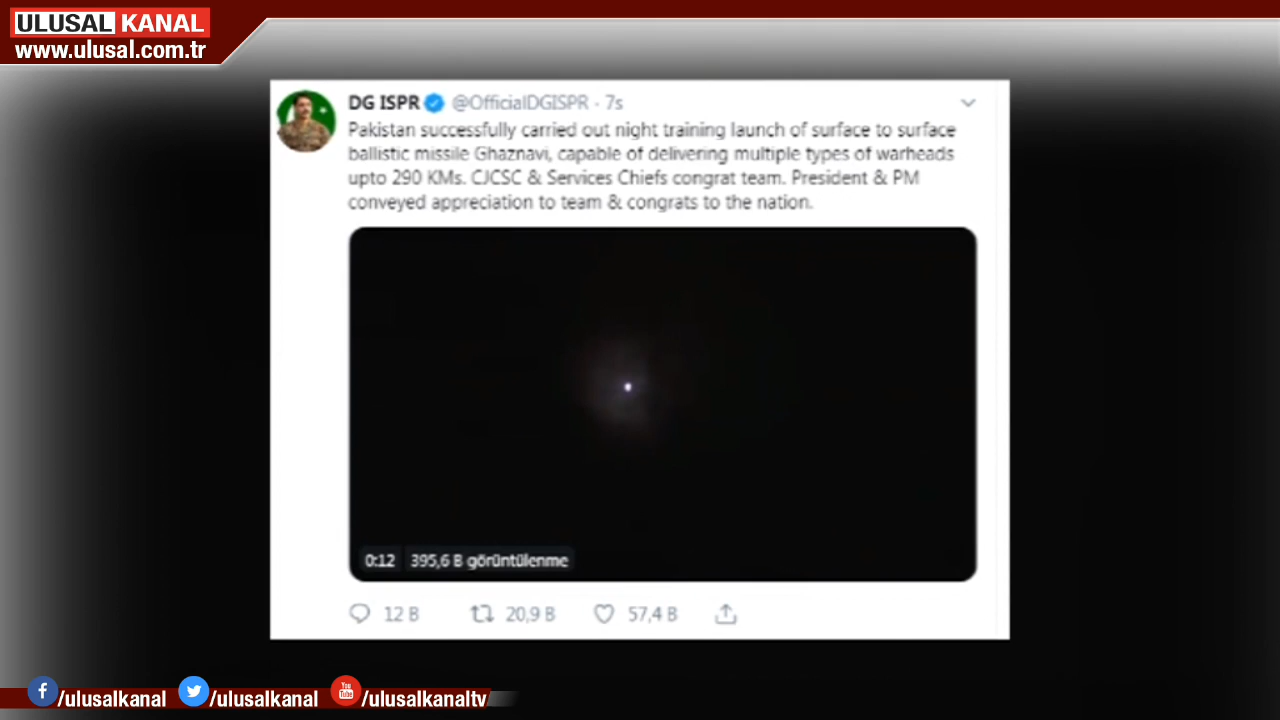 ULUSAL KANAL
www.ulusal.com.tr
DG ISPR @OfficialDGISPR · 7s
Pakistan successfully carried out night training launch of surface to surface
ballistic missile Ghaznavi, capable of delivering multiple types of warheads
upto 290 KMs. CJCSC & Services Chiefs congrat team. President & PM
conveyed appreciation to team & congrats to the nation.
0:12 395,6 B görüntülenme
12 B 20,9 B 57,4 B
/ulusalkanal /ulusalkanal You Tube /ulusalkanaltv